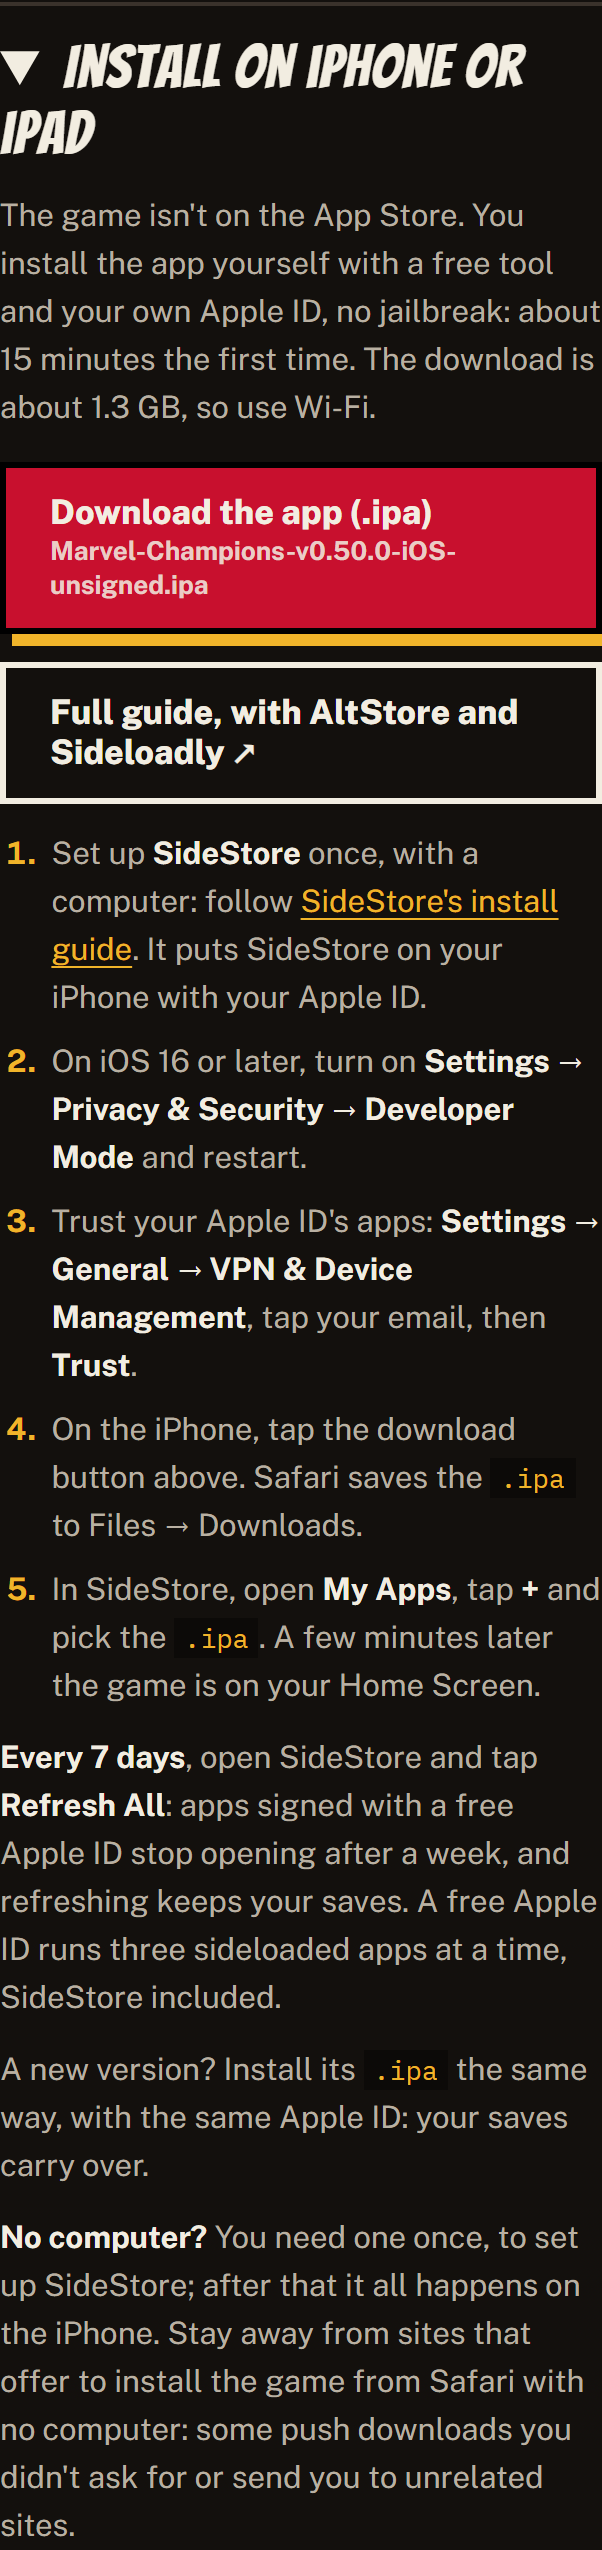 ▼ INSTALL ON IPHONE OR
IPAD
The game isn't on the App Store. You
install the app yourself with a free tool
and your own Apple ID, no jailbreak: about
15 minutes the first time. The download is
about 1.3 GB, so use Wi-Fi.
Download the app (.ipa)
Marvel-Champions-v0.50.0-iOS-
unsigned.ipa
Full guide, with AltStore and
Sideloadly ↗
1. Set up SideStore once, with a
computer: follow SideStore's install
guide. It puts SideStore on your
iPhone with your Apple ID.
2. On iOS 16 or later, turn on Settings →
Privacy & Security → Developer
Mode and restart.
3. Trust your Apple ID's apps: Settings →
General → VPN & Device
Management, tap your email, then
Trust.
4. On the iPhone, tap the download
button above. Safari saves the .ipa
to Files → Downloads.
5. In SideStore, open My Apps, tap + and
pick the .ipa. A few minutes later
the game is on your Home Screen.
Every 7 days, open SideStore and tap
Refresh All: apps signed with a free
Apple ID stop opening after a week, and
refreshing keeps your saves. A free Apple
ID runs three sideloaded apps at a time,
SideStore included.
A new version? Install its .ipa the same
way, with the same Apple ID: your saves
carry over.
No computer? You need one once, to set
up SideStore; after that it all happens on
the iPhone. Stay away from sites that
offer to install the game from Safari with
no computer: some push downloads you
didn't ask for or send you to unrelated
sites.